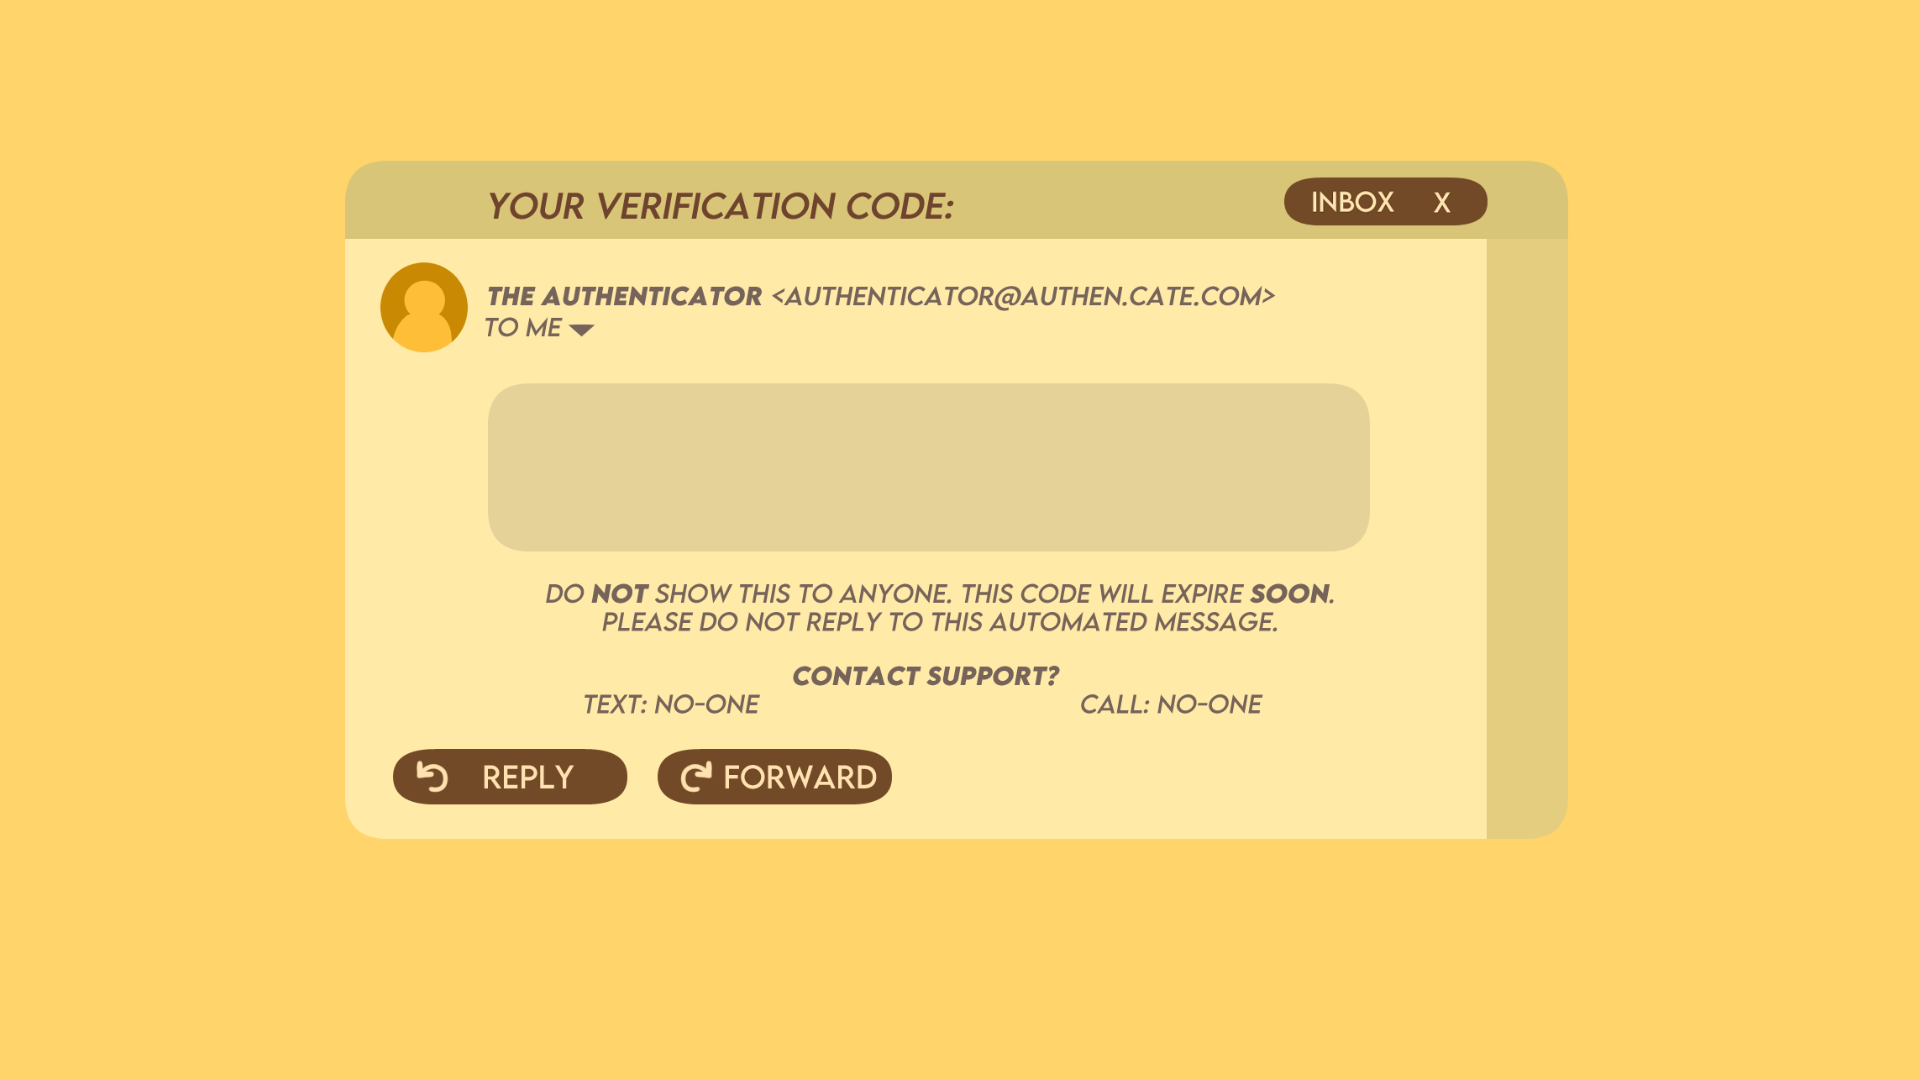 YOUR VERIFICATION CODE:
INBOX X
THE AUTHENTICATOR <AUTHENTICATOR@AUTHEN.CATE.COM>
TO ME
DO NOT SHOW THIS TO ANYONE. THIS CODE WILL EXPIRE SOON.
PLEASE DO NOT REPLY TO THIS AUTOMATED MESSAGE.
CONTACT SUPPORT?
TEXT: NO-ONE CALL: NO-ONE
REPLY FORWARD